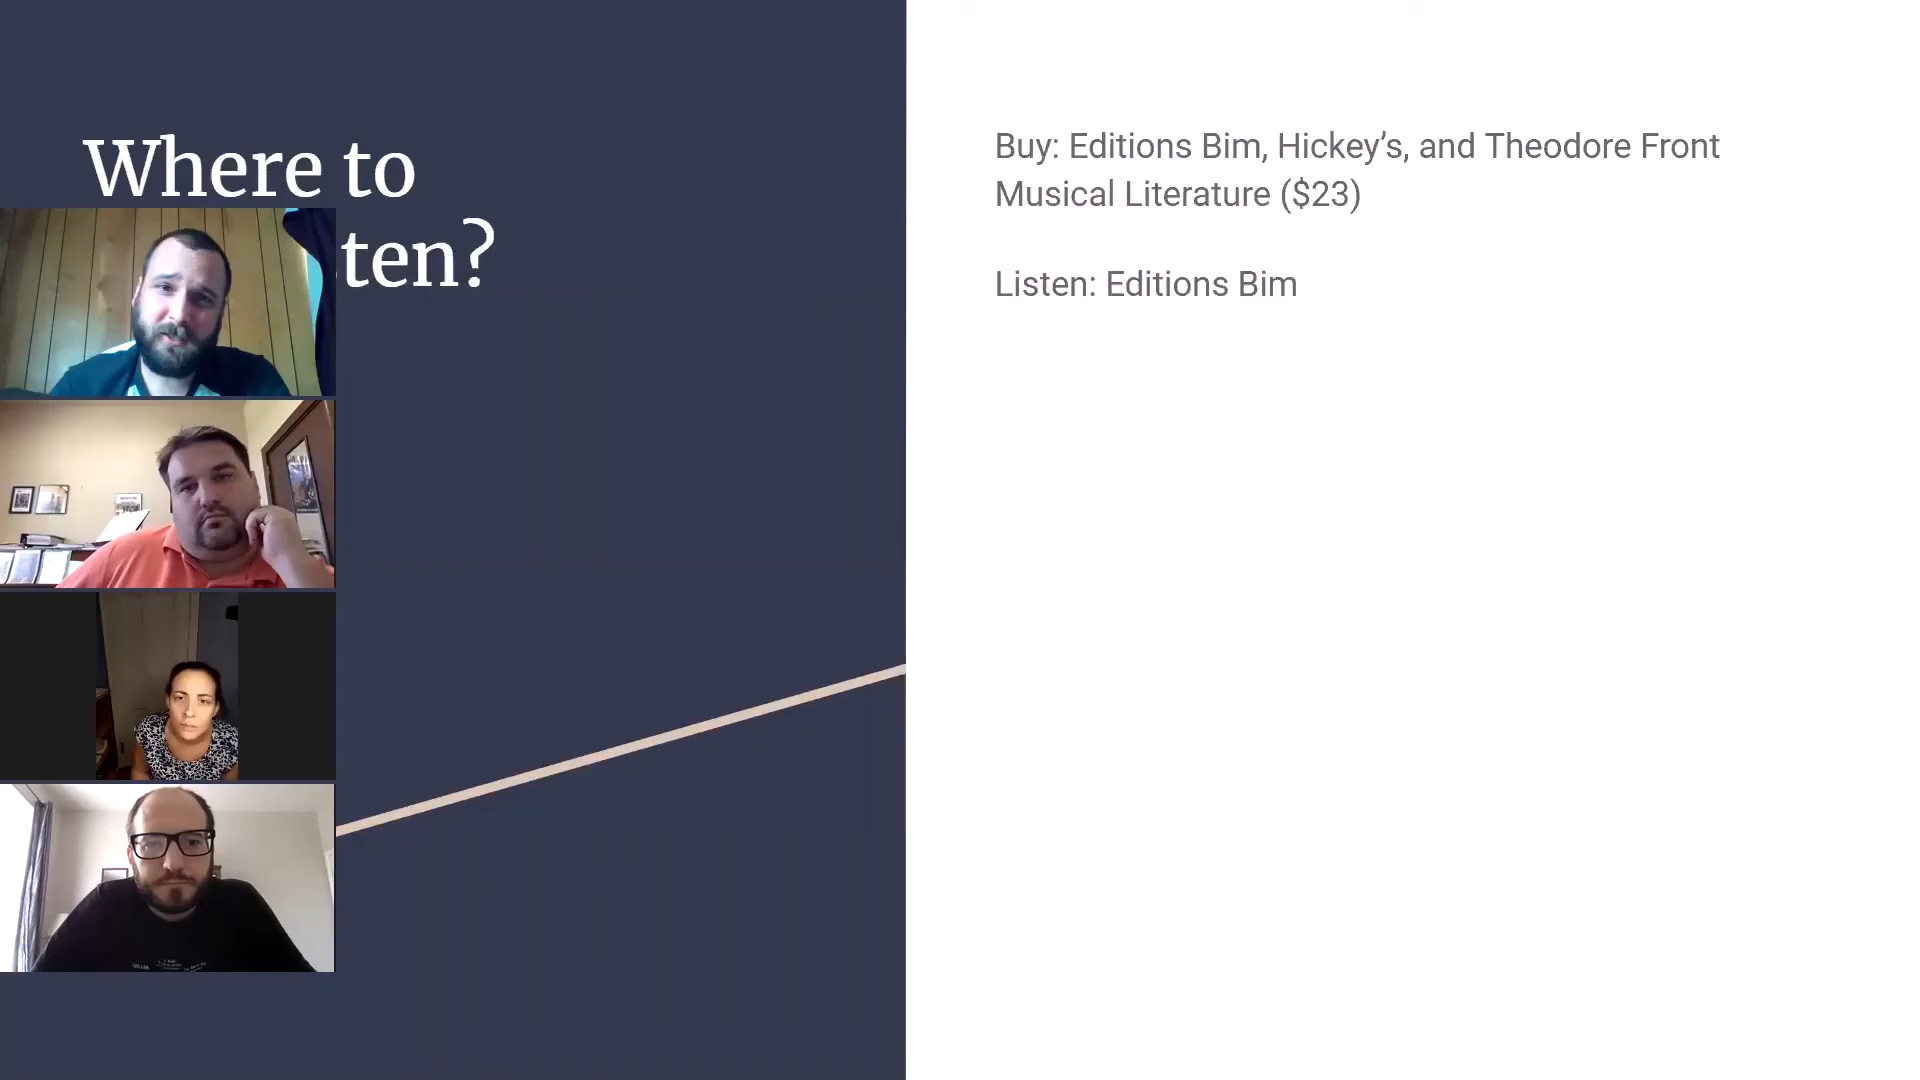 Where to
ten?
Buy: Editions Bim, Hickey’s, and Theodore Front
Musical Literature ($23)
Listen: Editions Bim